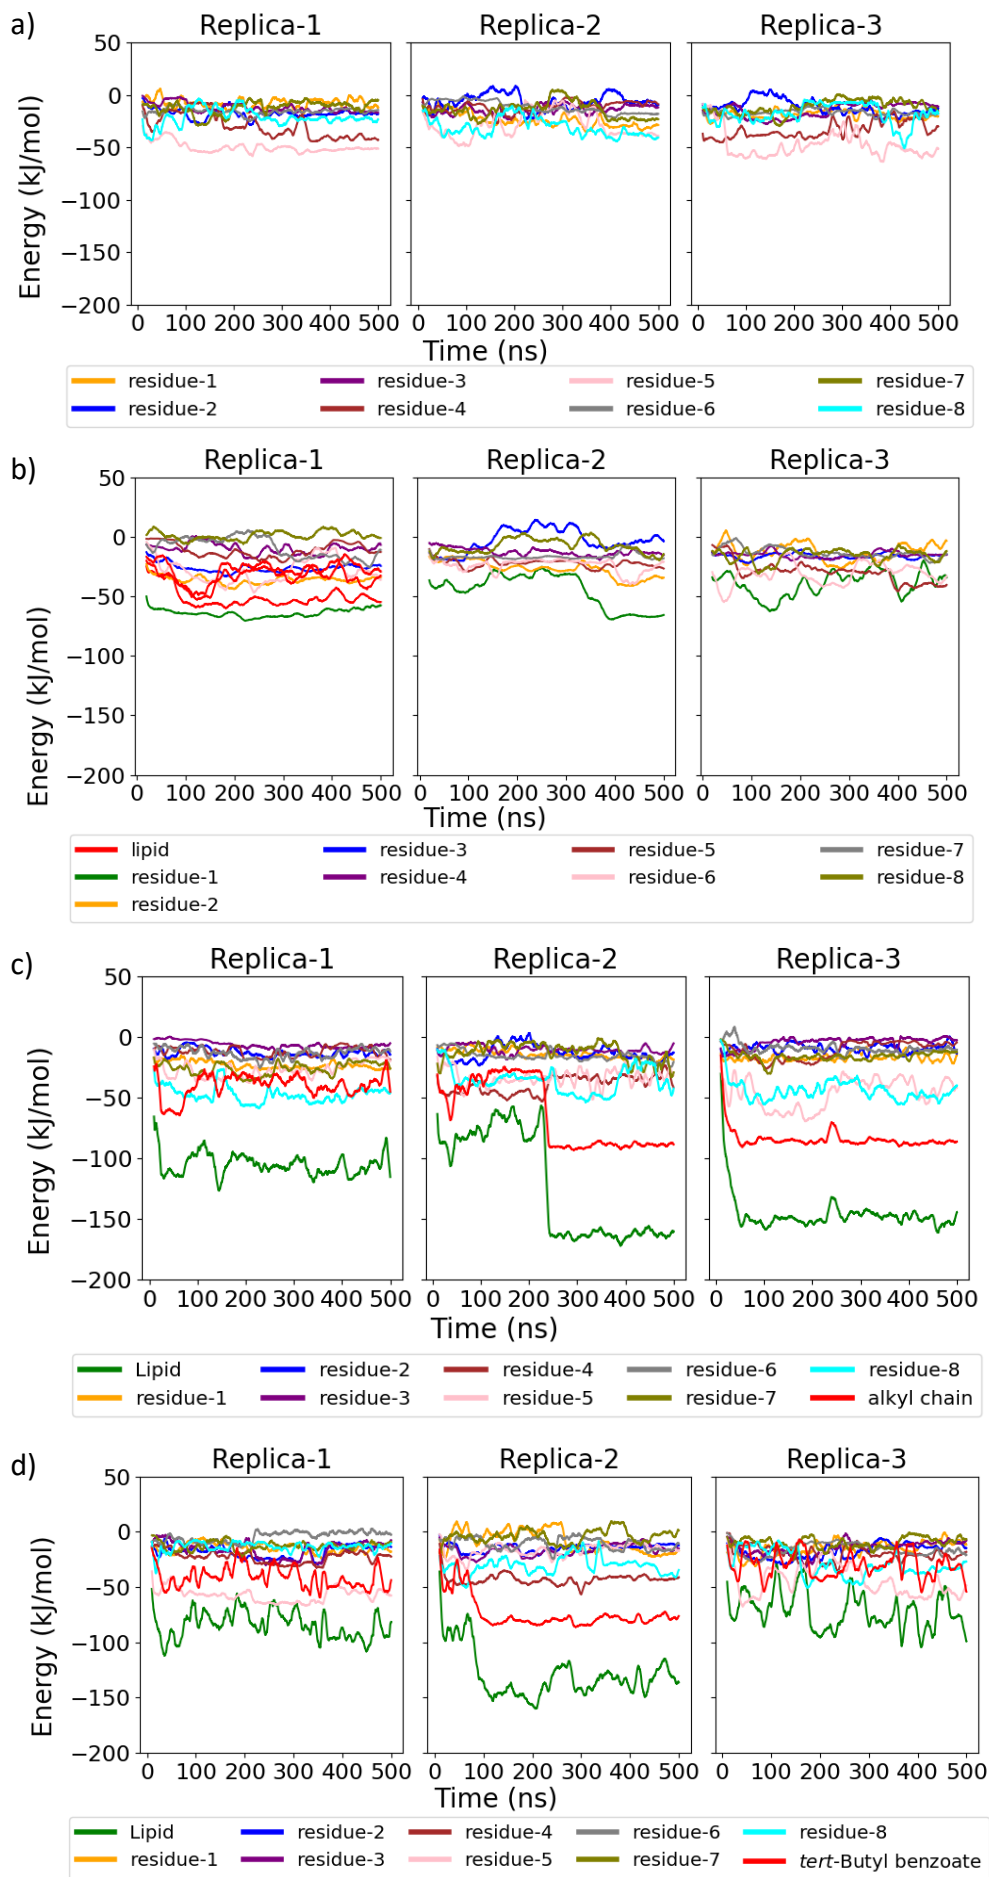 a)
Replica-1 Replica-2 Replica-3
50
0
−50
−100
−150
−200
Energy (kJ/mol)
0 100 200 300 400 500 0 100 200 300 400 500 0 100 200 300 400 500
Time (ns)
residue-1 residue-3 residue-5 residue-7
residue-2 residue-4 residue-6 residue-8
b)
Replica-1 Replica-2 Replica-3
50
0
−50
−100
−150
−200
Energy (kJ/mol)
0 100 200 300 400 500 0 100 200 300 400 500 0 100 200 300 400 500
Time (ns)
lipid residue-3 residue-5 residue-7
residue-1 residue-4 residue-6 residue-8
residue-2
c)
Replica-1 Replica-2 Replica-3
50
0
−50
−100
−150
−200
Energy (kJ/mol)
0 100 200 300 400 500 0 100 200 300 400 500 0 100 200 300 400 500
Time (ns)
Lipid residue-2 residue-4 residue-6 residue-8
residue-1 residue-3 residue-5 residue-7 alkyl chain
d)
Replica-1 Replica-2 Replica-3
50
0
−50
−100
−150
−200
Energy (kJ/mol)
0 100 200 300 400 500 0 100 200 300 400 500 0 100 200 300 400 500
Time (ns)
Lipid residue-2 residue-4 residue-6 residue-8
residue-1 residue-3 residue-5 residue-7 tert-Butyl benzoate